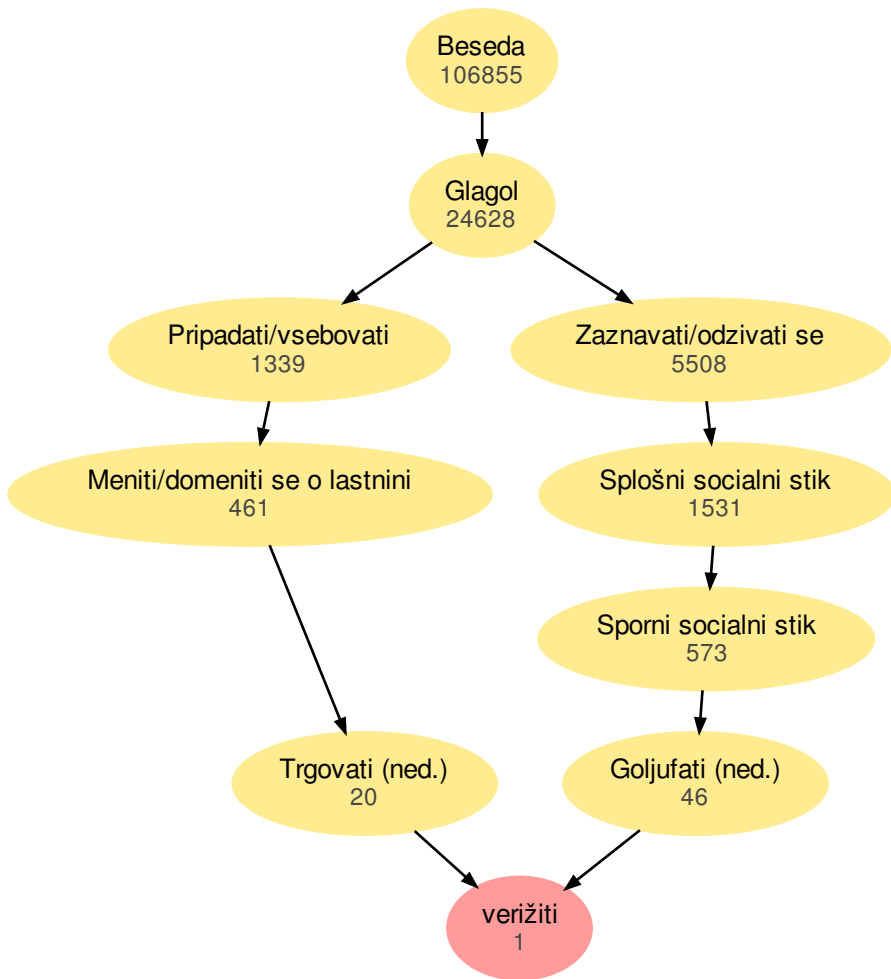 Beseda
106855
Glagol
24628
Pripadati/vsebovati
1339
Zaznavati/odzivati se
5508
Meniti/domeniti se o lastnini
461
Splošni socialni stik
1531
Sporni socialni stik
573
Trgovati (ned.)
20
Goljufati (ned.)
46
verižiti
1